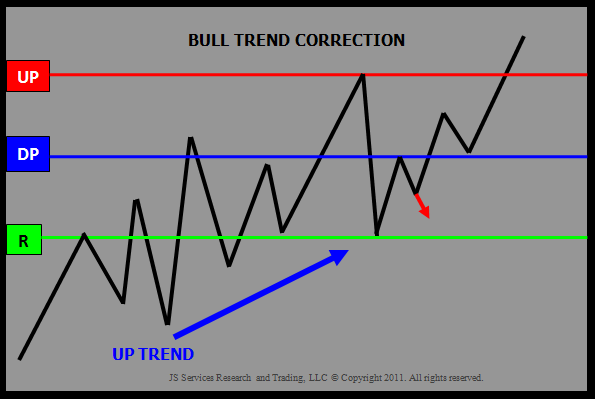 BULL TREND CORRECTION
UP
DP
R
UP TREND
JS Services Research and Trading, LLC © Copyright 2011. All rights reserved.